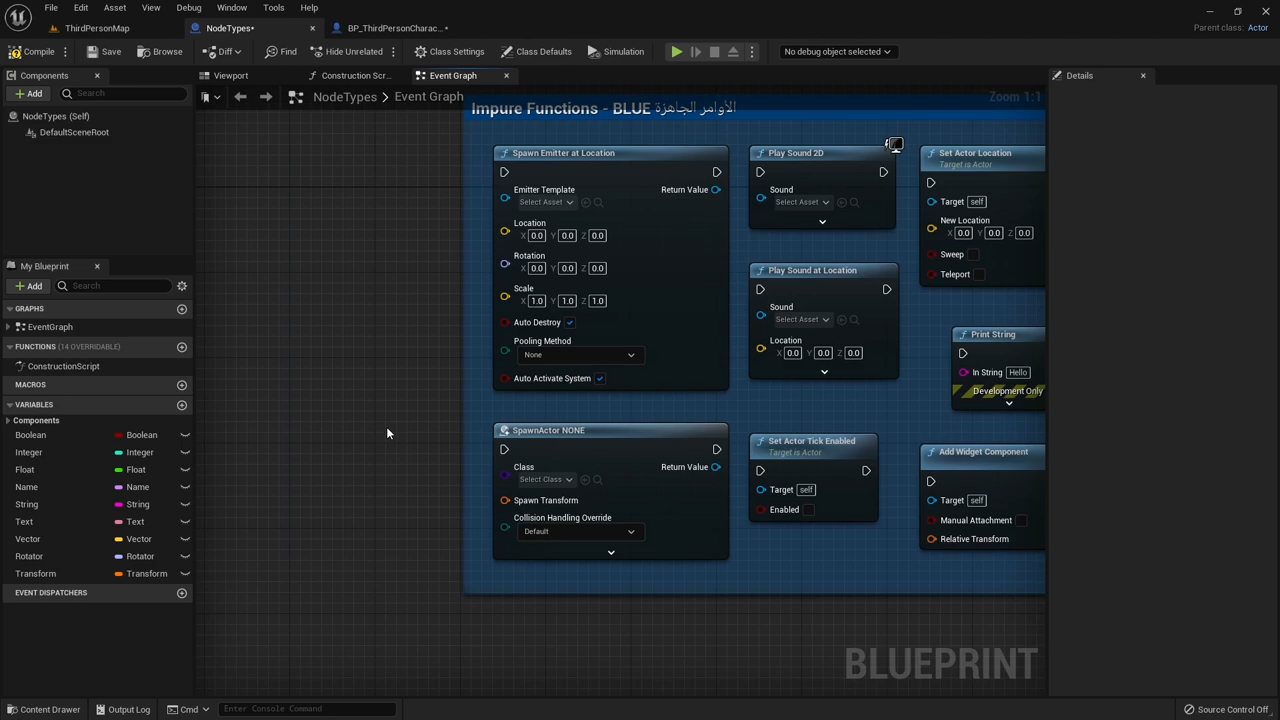 File Edit Asset View Debug Window Tools Help
ThirdPersonMap
NodeTypes*
BP_ThirdPersonCharac...*
Parent class: Actor
Compile
Save
Browse
Diff
Find
Hide Unrelated
Class Settings
Class Defaults
Simulation
No debug object selected
Components
Viewport
Construction Scr...
Event Graph
Details
Add
Search
NodeTypes > Event Graph
Zoom 1:1
NodeTypes (Self)
DefaultSceneRoot
Impure Functions - BLUE الأوامر الجاهزة
Spawn Emitter at Location
Emitter Template
Return Value
Select Asset
Location
X 0.0 Y 0.0 Z 0.0
Rotation
X 0.0 Y 0.0 Z 0.0
Scale
X 1.0 Y 1.0 Z 1.0
Auto Destroy
Pooling Method
None
Auto Activate System
Play Sound 2D
Sound
Select Asset
Play Sound at Location
Sound
Select Asset
Location
X 0.0 Y 0.0 Z 0.0
Set Actor Location
Target is Actor
Target self
New Location
X 0.0 Y 0.0 Z 0.0
Sweep
Teleport
Print String
In String Hello
Development Only
SpawnActor NONE
Class
Return Value
Select Class
Spawn Transform
Collision Handling Override
Default
Set Actor Tick Enabled
Target is Actor
Target self
Enabled
Add Widget Component
Target self
Manual Attachment
Relative Transform
My Blueprint
Add
Search
GRAPHS
EventGraph
FUNCTIONS (14 OVERRIDABLE)
ConstructionScript
MACROS
VARIABLES
Components
Boolean Boolean
Integer Integer
Float Float
Name Name
String String
Text Text
Vector Vector
Rotator Rotator
Transform Transform
EVENT DISPATCHERS
BLUEPRINT
Content Drawer
Output Log
Cmd
Enter Console Command
Source Control Off